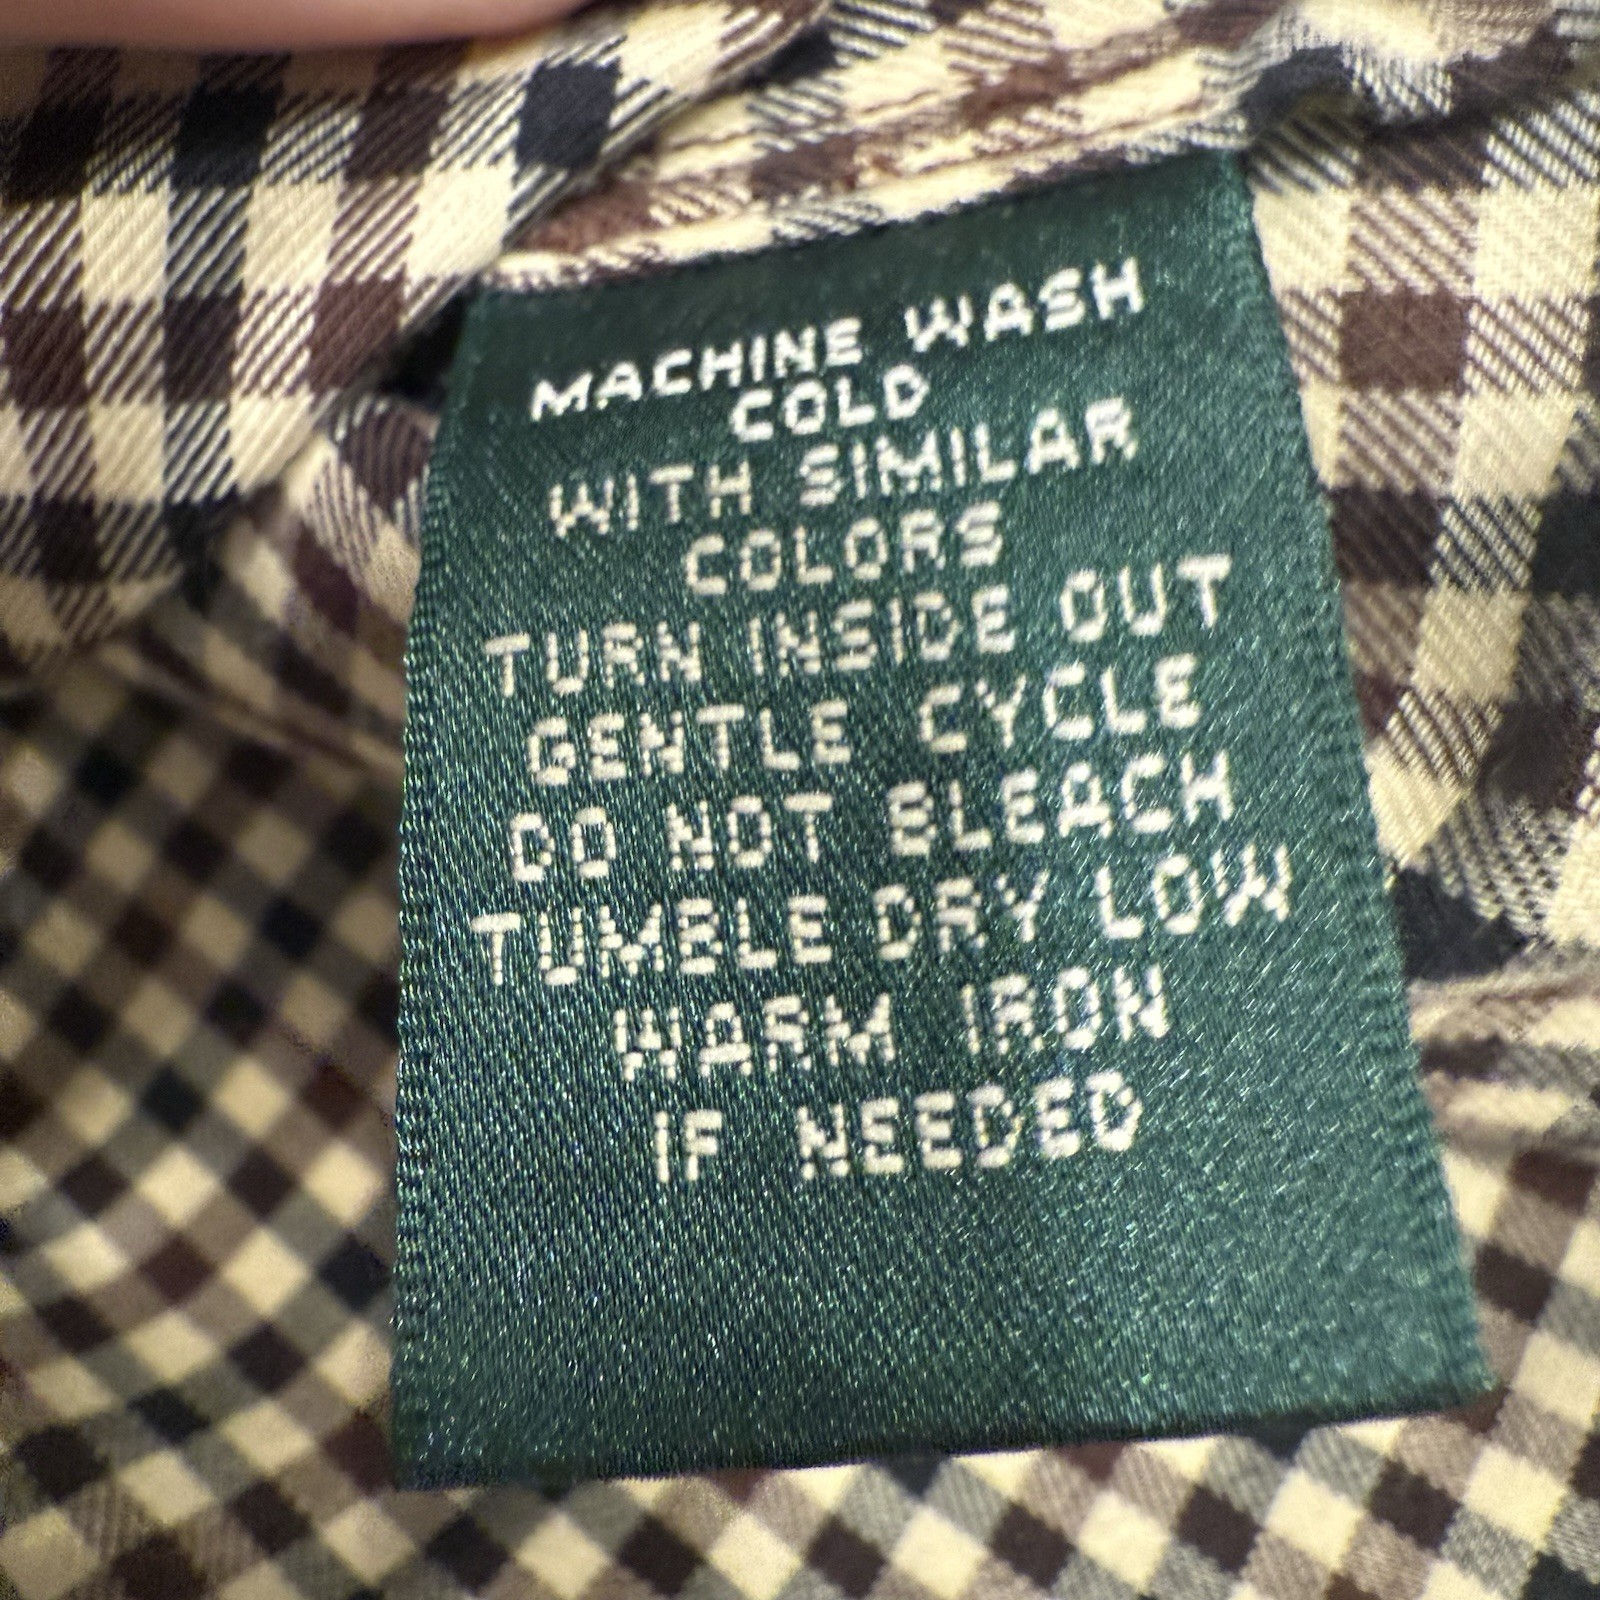 MACHINE WASH
COLD
WITH SIMILAR
COLORS
TURN INSIDE OUT
GENTLE CYCLE
DO NOT BLEACH
TUMBLE DRY LOW
WARM IRON
IF NEEDED